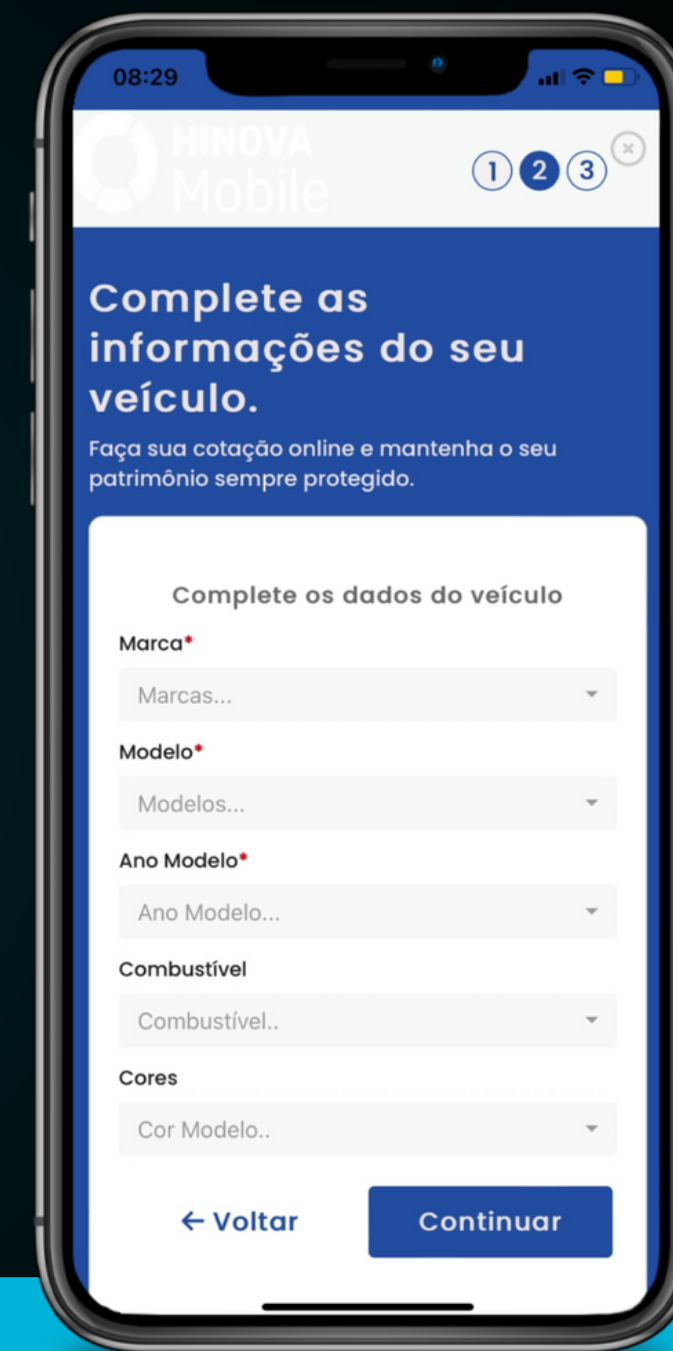 08:29
HINOVA
Mobile
1 2 3
Complete as
informações do seu
veículo.
Faça sua cotação online e mantenha o seu
patrimônio sempre protegido.
Complete os dados do veículo
Marca*
Marcas...
Modelo*
Modelos...
Ano Modelo*
Ano Modelo...
Combustível
Combustível..
Cores
Cor Modelo..
← Voltar
Continuar